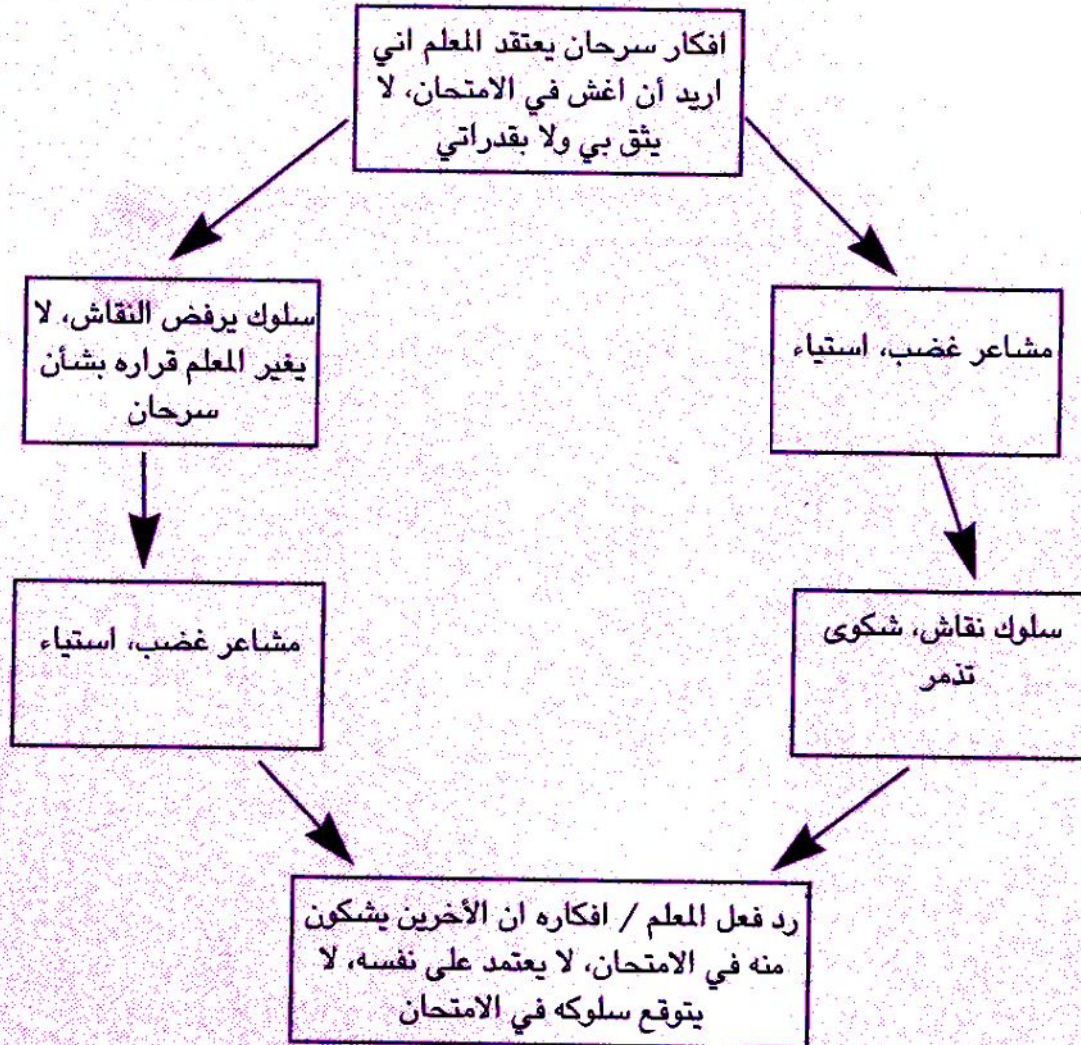 افكار سرحان يعتقد المعلم اني
اريد أن اغش في الامتحان، لا
يثق بي ولا بقدراتي
مشاعر غضب، استياء
سلوك يرفض النقاش، لا
يغير المعلم قراره بشأن
سرحان
سلوك نقاش، شكوى
تذمر
مشاعر غضب، استياء
رد فعل المعلم / افكاره ان الأخرين يشكون
منه في الامتحان، لا يعتمد على نفسه، لا
يتوقع سلوكه في الامتحان